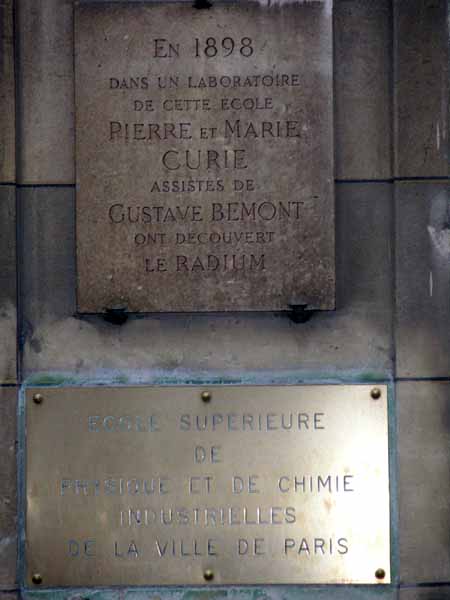 EN 1898
DANS UN LABORATOIRE
DE CETTE ECOLE
PIERRE ET MARIE
CURIE
ASSISTES DE
GUSTAVE BEMONT
ONT DECOUVERT
LE RADIUM
ECOLE SUPERIEURE
DE
PHYSIQUE ET DE CHIMIE
INDUSTRIELLES
DE LA VILLE DE PARIS